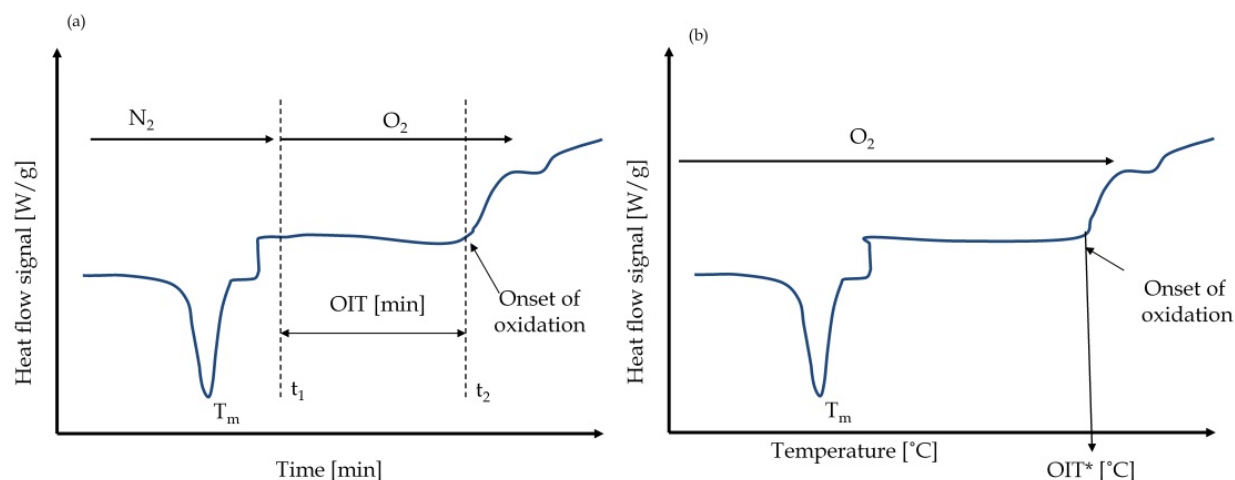 (a)
Heat flow signal [W/g]
N₂
O₂
OIT [min]
Onset of
oxidation
t₁
t₂
Tₘ
Time [min]
(b)
Heat flow signal [W/g]
O₂
Onset of
oxidation
Tₘ
Temperature [˚C]
OIT* [˚C]